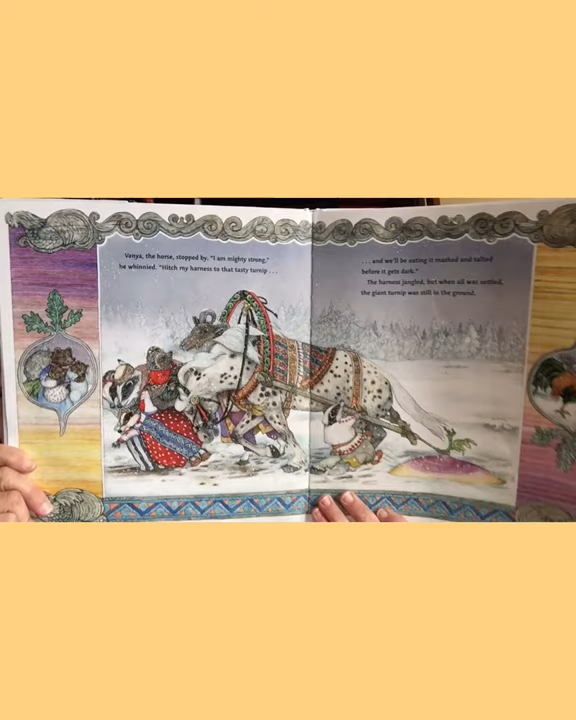 Vanya, the horse, stopped by. "I am mighty strong,"
he whinnied. "Hitch my harness to that tasty turnip . . .
. . . and we'll be eating it mashed and salted
before it gets dark."
The harness jangled, but when all was settled,
the giant turnip was still in the ground.